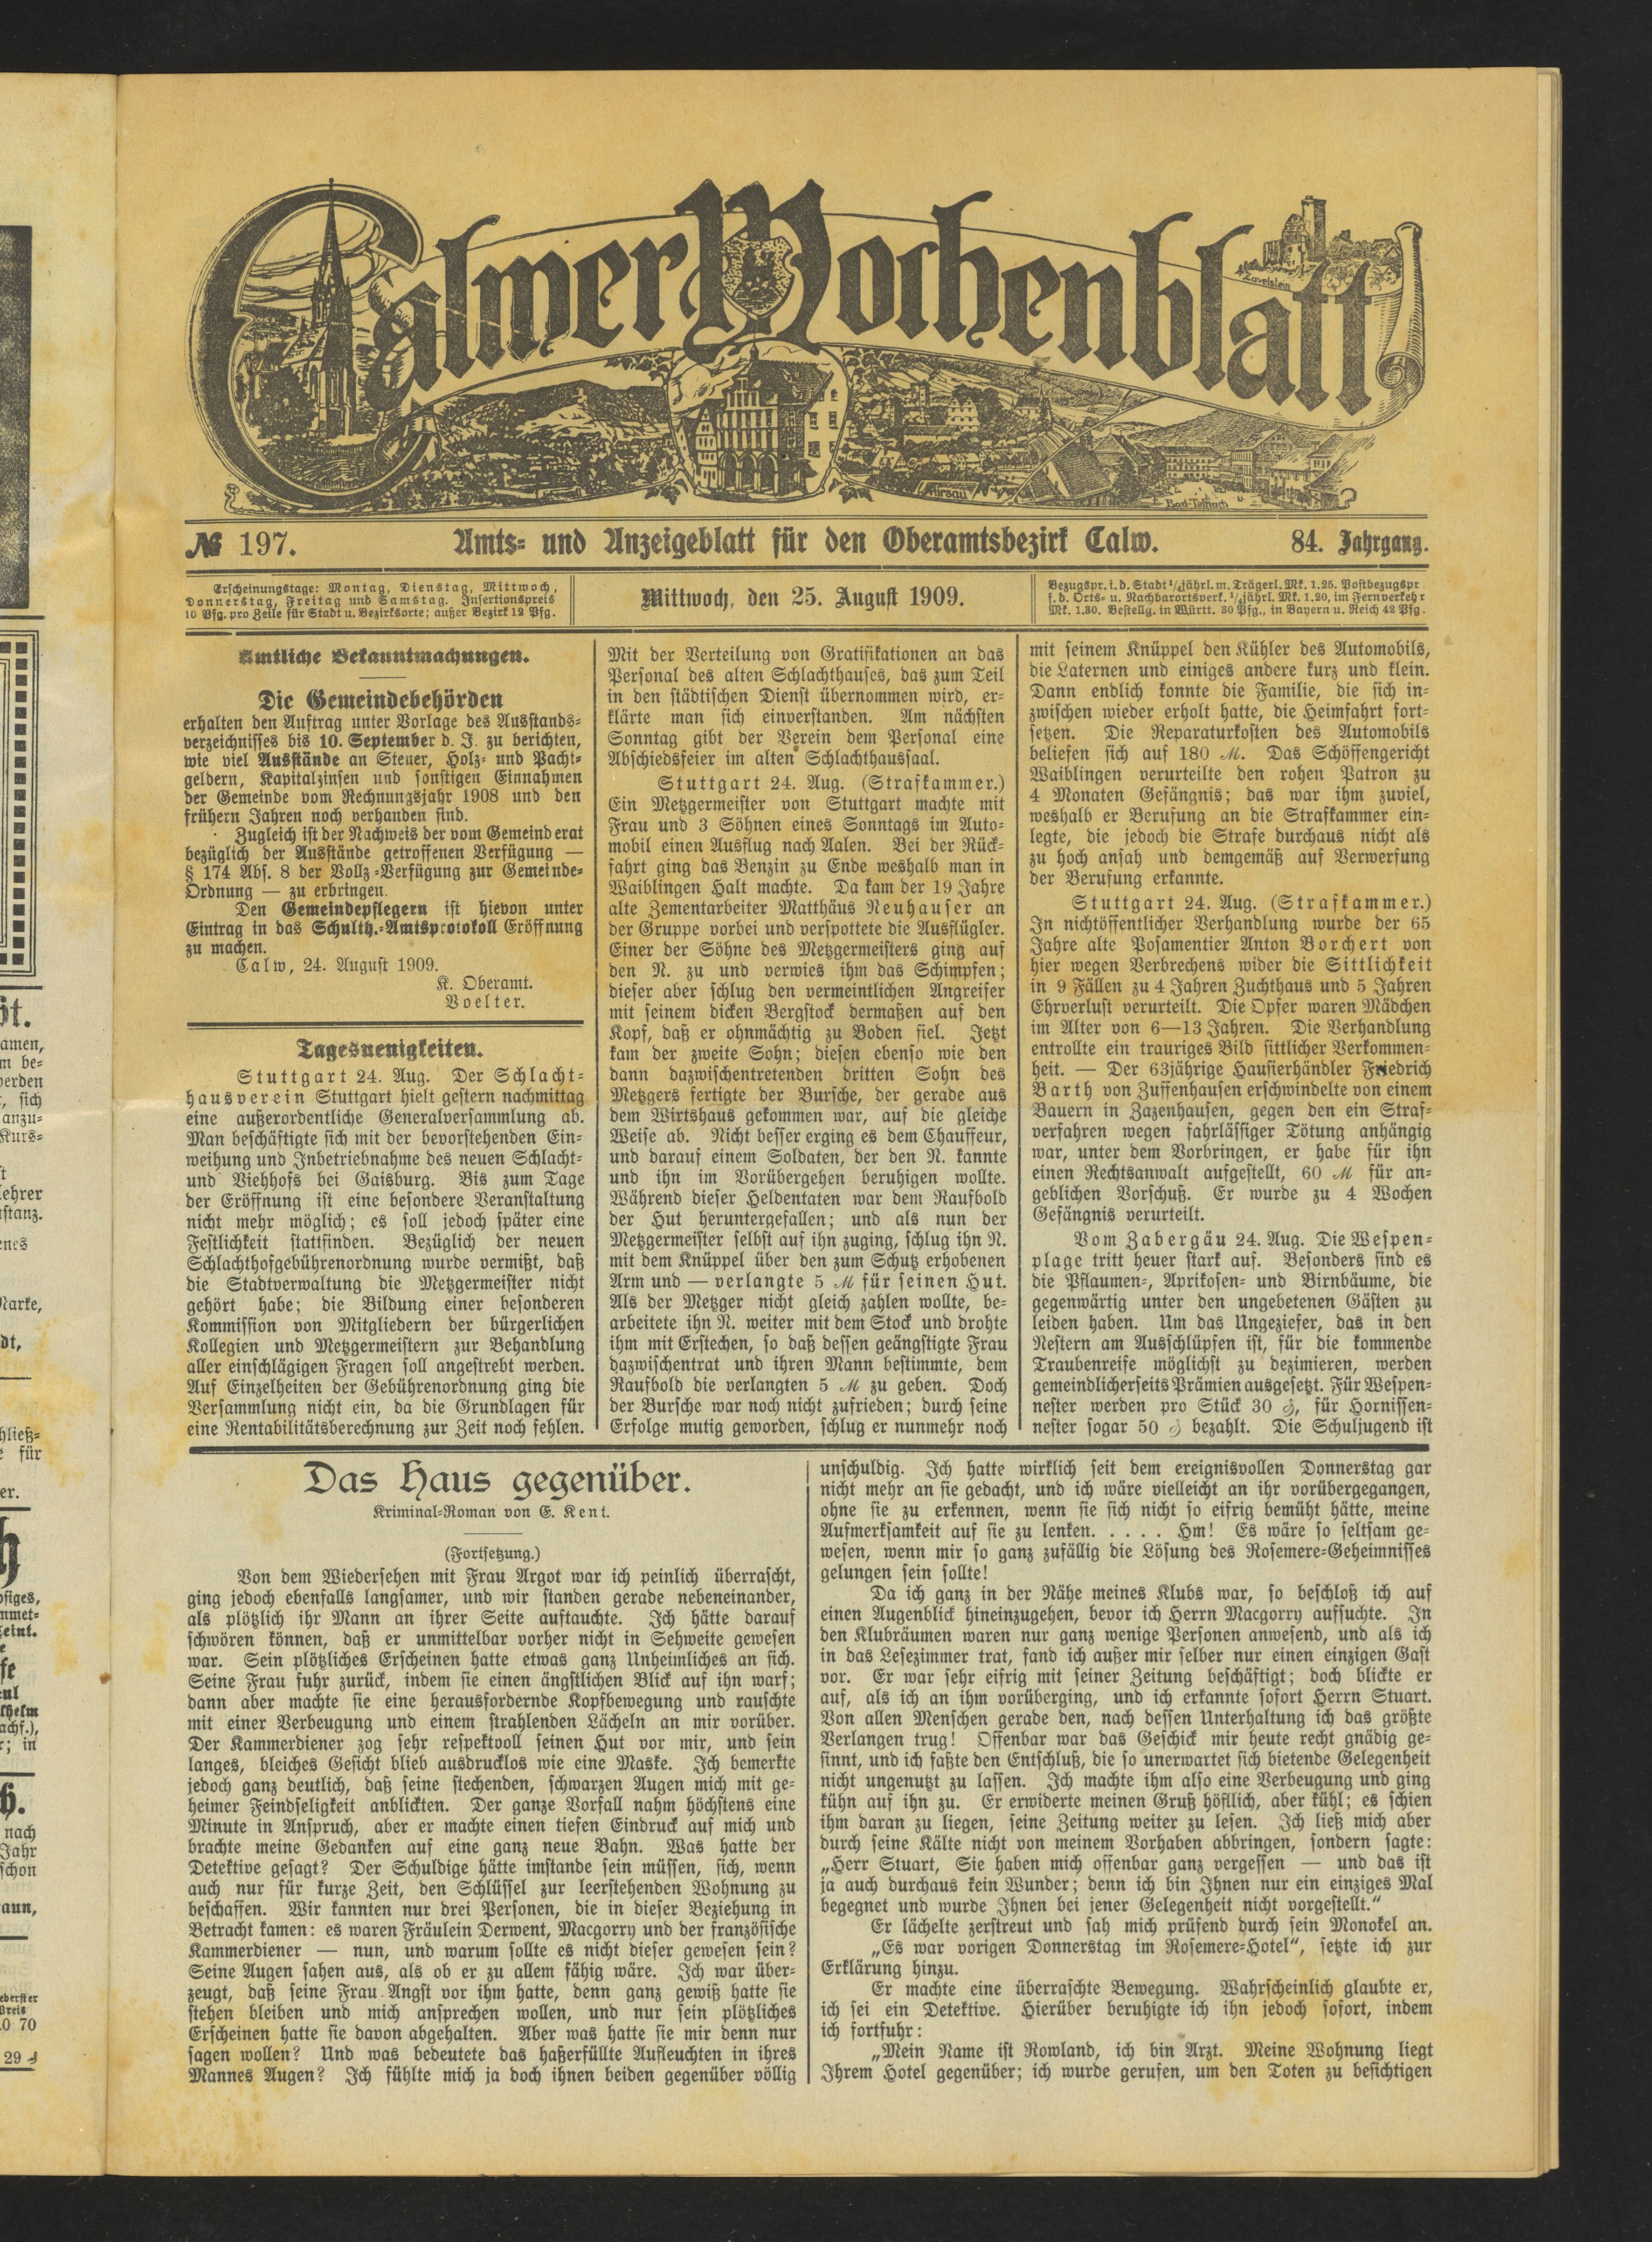 Calwer Wochenblatt
Zavelstein
Hirsau
Bad-Teinach
№ 197.
Amts- und Anzeigeblatt für den Oberamtsbezirk Calw.
84. Jahrgang.
Erscheinungstage: Montag, Dienstag, Mittwoch,
Donnerstag, Freitag und Samstag. Insertionspreis
10 Pfg. pro Zeile für Stadt u. Bezirksorte; außer Bezirk 12 Pfg.
Mittwoch, den 25. August 1909.
Bezugspr. i. d. Stadt ¼jährl. m. Trägerl. Mk. 1.25. Postbezugspr.
f. d. Orts- u. Nachbarortsverk. ¼jährl. Mk. 1.20, im Fernverkehr
Mk. 1.30. Bestellg. in Württ. 30 Pfg., in Bayern u. Reich 42 Pfg.
Amtliche Bekanntmachungen.
Die Gemeindebehörden
erhalten den Auftrag unter Vorlage des Ausstands-
verzeichnisses bis 10. September d. J. zu berichten,
wie viel Ausstände an Steuer, Holz- und Pacht-
geldern, Kapitalzinsen und sonstigen Einnahmen
der Gemeinde vom Rechnungsjahr 1908 und den
frühern Jahren noch verhanden sind.
Zugleich ist der Nachweis der vom Gemeinderat
bezüglich der Ausstände getroffenen Verfügung —
§ 174 Abs. 8 der Vollz.-Verfügung zur Gemeinde-
Ordnung — zu erbringen.
Den Gemeindepflegern ist hievon unter
Eintrag in das Schulth.-Amtsprotokoll Eröffnung
zu machen.
Calw, 24. August 1909.
K. Oberamt.
Voelter.
Tagesneuigkeiten.
Stuttgart 24. Aug. Der Schlacht-
hausverein Stuttgart hielt gestern nachmittag
eine außerordentliche Generalversammlung ab.
Man beschäftigte sich mit der bevorstehenden Ein-
weihung und Inbetriebnahme des neuen Schlacht-
und Viehhofs bei Gaisburg. Bis zum Tage
der Eröffnung ist eine besondere Veranstaltung
nicht mehr möglich; es soll jedoch später eine
Festlichkeit stattfinden. Bezüglich der neuen
Schlachthofgebührenordnung wurde vermißt, daß
die Stadtverwaltung die Metzgermeister nicht
gehört habe; die Bildung einer besonderen
Kommission von Mitgliedern der bürgerlichen
Kollegien und Metzgermeistern zur Behandlung
aller einschlägigen Fragen soll angestrebt werden.
Auf Einzelheiten der Gebührenordnung ging die
Versammlung nicht ein, da die Grundlagen für
eine Rentabilitätsberechnung zur Zeit noch fehlen.
Mit der Verteilung von Gratifikationen an das
Personal des alten Schlachthauses, das zum Teil
in den städtischen Dienst übernommen wird, er-
klärte man sich einverstanden. Am nächsten
Sonntag gibt der Verein dem Personal eine
Abschiedsfeier im alten Schlachthaussaal.
Stuttgart 24. Aug. (Strafkammer.)
Ein Metzgermeister von Stuttgart machte mit
Frau und 3 Söhnen eines Sonntags im Auto-
mobil einen Ausflug nach Aalen. Bei der Rück-
fahrt ging das Benzin zu Ende weshalb man in
Waiblingen Halt machte. Da kam der 19 Jahre
alte Zementarbeiter Matthäus Neuhauser an
der Gruppe vorbei und verspottete die Ausflügler.
Einer der Söhne des Metzgermeisters ging auf
den N. zu und verwies ihm das Schimpfen;
dieser aber schlug den vermeintlichen Angreifer
mit seinem dicken Bergstock dermaßen auf den
Kopf, daß er ohnmächtig zu Boden fiel. Jetzt
kam der zweite Sohn; diesen ebenso wie den
dann dazwischentretenden dritten Sohn des
Metzgers fertigte der Bursche, der gerade aus
dem Wirtshaus gekommen war, auf die gleiche
Weise ab. Nicht besser erging es dem Chauffeur,
und darauf einem Soldaten, der den N. kannte
und ihn im Vorübergehen beruhigen wollte.
Während dieser Heldentaten war dem Raufbold
der Hut heruntergefallen; und als nun der
Metzgermeister selbst auf ihn zuging, schlug ihn N.
mit dem Knüppel über den zum Schutz erhobenen
Arm und — verlangte 5 ℳ für seinen Hut.
Als der Metzger nicht gleich zahlen wollte, be-
arbeitete ihn N. weiter mit dem Stock und drohte
ihm mit Erstechen, so daß dessen geängstigte Frau
dazwischentrat und ihren Mann bestimmte, dem
Raufbold die verlangten 5 ℳ zu geben. Doch
der Bursche war noch nicht zufrieden; durch seine
Erfolge mutig geworden, schlug er nunmehr noch
mit seinem Knüppel den Kühler des Automobils,
die Laternen und einiges andere kurz und klein.
Dann endlich konnte die Familie, die sich in-
zwischen wieder erholt hatte, die Heimfahrt fort-
setzen. Die Reparaturkosten des Automobils
beliefen sich auf 180 ℳ. Das Schöffengericht
Waiblingen verurteilte den rohen Patron zu
4 Monaten Gefängnis; das war ihm zuviel,
weshalb er Berufung an die Strafkammer ein-
legte, die jedoch die Strafe durchaus nicht als
zu hoch ansah und demgemäß auf Verwerfung
der Berufung erkannte.
Stuttgart 24. Aug. (Strafkammer.)
In nichtöffentlicher Verhandlung wurde der 65
Jahre alte Posamentier Anton Borchert von
hier wegen Verbrechens wider die Sittlichkeit
in 9 Fällen zu 4 Jahren Zuchthaus und 5 Jahren
Ehrverlust verurteilt. Die Opfer waren Mädchen
im Alter von 6—13 Jahren. Die Verhandlung
entrollte ein trauriges Bild sittlicher Verkommen-
heit. — Der 63jährige Hausierhändler Friedrich
Barth von Zuffenhausen erschwindelte von einem
Bauern in Zazenhausen, gegen den ein Straf-
verfahren wegen fahrlässiger Tötung anhängig
war, unter dem Vorbringen, er habe für ihn
einen Rechtsanwalt aufgestellt, 60 ℳ für an-
geblichen Vorschuß. Er wurde zu 4 Wochen
Gefängnis verurteilt.
Vom Zabergäu 24. Aug. Die Wespen-
plage tritt heuer stark auf. Besonders sind es
die Pflaumen-, Aprikosen- und Birnbäume, die
gegenwärtig unter den ungebetenen Gästen zu
leiden haben. Um das Ungeziefer, das in den
Nestern am Ausschlüpfen ist, für die kommende
Traubenreife möglichst zu dezimieren, werden
gemeindlicherseits Prämien ausgesetzt. Für Wespen-
nester werden pro Stück 30 ₰, für Hornissen-
nester sogar 50 ₰ bezahlt. Die Schuljugend ist
Das Haus gegenüber.
Kriminal-Roman von E. Kent.
(Fortsetzung.)
Von dem Wiedersehen mit Frau Argot war ich peinlich überrascht,
ging jedoch ebenfalls langsamer, und wir standen gerade nebeneinander,
als plötzlich ihr Mann an ihrer Seite auftauchte. Ich hätte darauf
schwören können, daß er unmittelbar vorher nicht in Sehweite gewesen
war. Sein plötzliches Erscheinen hatte etwas ganz Unheimliches an sich.
Seine Frau fuhr zurück, indem sie einen ängstlichen Blick auf ihn warf;
dann aber machte sie eine herausfordernde Kopfbewegung und rauschte
mit einer Verbeugung und einem strahlenden Lächeln an mir vorüber.
Der Kammerdiener zog sehr respektvoll seinen Hut vor mir, und sein
langes, bleiches Gesicht blieb ausdrucklos wie eine Maske. Ich bemerkte
jedoch ganz deutlich, daß seine stechenden, schwarzen Augen mich mit ge-
heimer Feindseligkeit anblickten. Der ganze Vorfall nahm höchstens eine
Minute in Anspruch, aber er machte einen tiefen Eindruck auf mich und
brachte meine Gedanken auf eine ganz neue Bahn. Was hatte der
Detektive gesagt? Der Schuldige hätte imstande sein müssen, sich, wenn
auch nur für kurze Zeit, den Schlüssel zur leerstehenden Wohnung zu
beschaffen. Wir kannten nur drei Personen, die in dieser Beziehung in
Betracht kamen: es waren Fräulein Derwent, Macgorry und der französische
Kammerdiener — nun, und warum sollte es nicht dieser gewesen sein?
Seine Augen sahen aus, als ob er zu allem fähig wäre. Ich war über-
zeugt, daß seine Frau Angst vor ihm hatte, denn ganz gewiß hatte sie
stehen bleiben und mich ansprechen wollen, und nur sein plötzliches
Erscheinen hatte sie davon abgehalten. Aber was hatte sie mir denn nur
sagen wollen? Und was bedeutete das haßerfüllte Aufleuchten in ihres
Mannes Augen? Ich fühlte mich ja doch ihnen beiden gegenüber völlig
unschuldig. Ich hatte wirklich seit dem ereignisvollen Donnerstag gar
nicht mehr an sie gedacht, und ich wäre vielleicht an ihr vorübergegangen,
ohne sie zu erkennen, wenn sie sich nicht so eifrig bemüht hätte, meine
Aufmerksamkeit auf sie zu lenken. . . . . Hm! Es wäre so seltsam ge-
wesen, wenn mir so ganz zufällig die Lösung des Rosemere-Geheimnisses
gelungen sein sollte!
Da ich ganz in der Nähe meines Klubs war, so beschloß ich auf
einen Augenblick hineinzugehen, bevor ich Herrn Macgorry aufsuchte. In
den Klubräumen waren nur ganz wenige Personen anwesend, und als ich
in das Lesezimmer trat, fand ich außer mir selber nur einen einzigen Gast
vor. Er war sehr eifrig mit seiner Zeitung beschäftigt; doch blickte er
auf, als ich an ihm vorüberging, und ich erkannte sofort Herrn Stuart.
Von allen Menschen gerade den, nach dessen Unterhaltung ich das größte
Verlangen trug! Offenbar war das Geschick mir heute recht gnädig ge-
sinnt, und ich faßte den Entschluß, die so unerwartet sich bietende Gelegenheit
nicht ungenutzt zu lassen. Ich machte ihm also eine Verbeugung und ging
kühn auf ihn zu. Er erwiderte meinen Gruß höflich, aber kühl; es schien
ihm daran zu liegen, seine Zeitung weiter zu lesen. Ich ließ mich aber
durch seine Kälte nicht von meinem Vorhaben abbringen, sondern sagte:
„Herr Stuart, Sie haben mich offenbar ganz vergessen — und das ist
ja auch durchaus kein Wunder; denn ich bin Ihnen nur ein einziges Mal
begegnet und wurde Ihnen bei jener Gelegenheit nicht vorgestellt.“
Er lächelte zerstreut und sah mich prüfend durch sein Monokel an.
„Es war vorigen Donnerstag im Rosemere-Hotel“, setzte ich zur
Erklärung hinzu.
Er machte eine überraschte Bewegung. Wahrscheinlich glaubte er,
ich sei ein Detektive. Hierüber beruhigte ich ihn jedoch sofort, indem
ich fortfuhr:
„Mein Name ist Rowland, ich bin Arzt. Meine Wohnung liegt
Ihrem Hotel gegenüber; ich wurde gerufen, um den Toten zu besichtigen